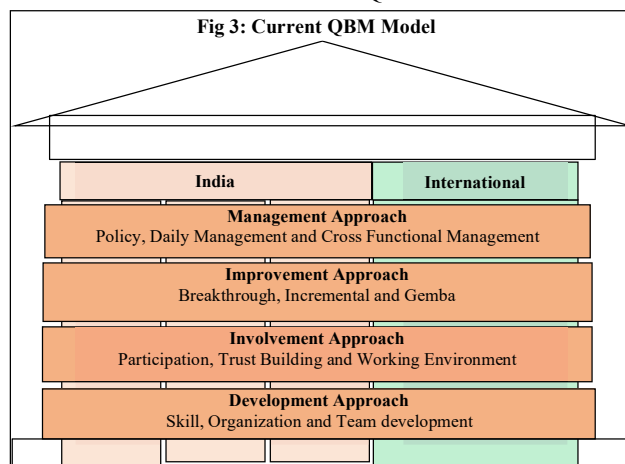 Fig 3: Current QBM Model
India
International
Management Approach
Policy, Daily Management and Cross Functional Management
Improvement Approach
Breakthrough, Incremental and Gemba
Involvement Approach
Participation, Trust Building and Working Environment
Development Approach
Skill, Organization and Team development